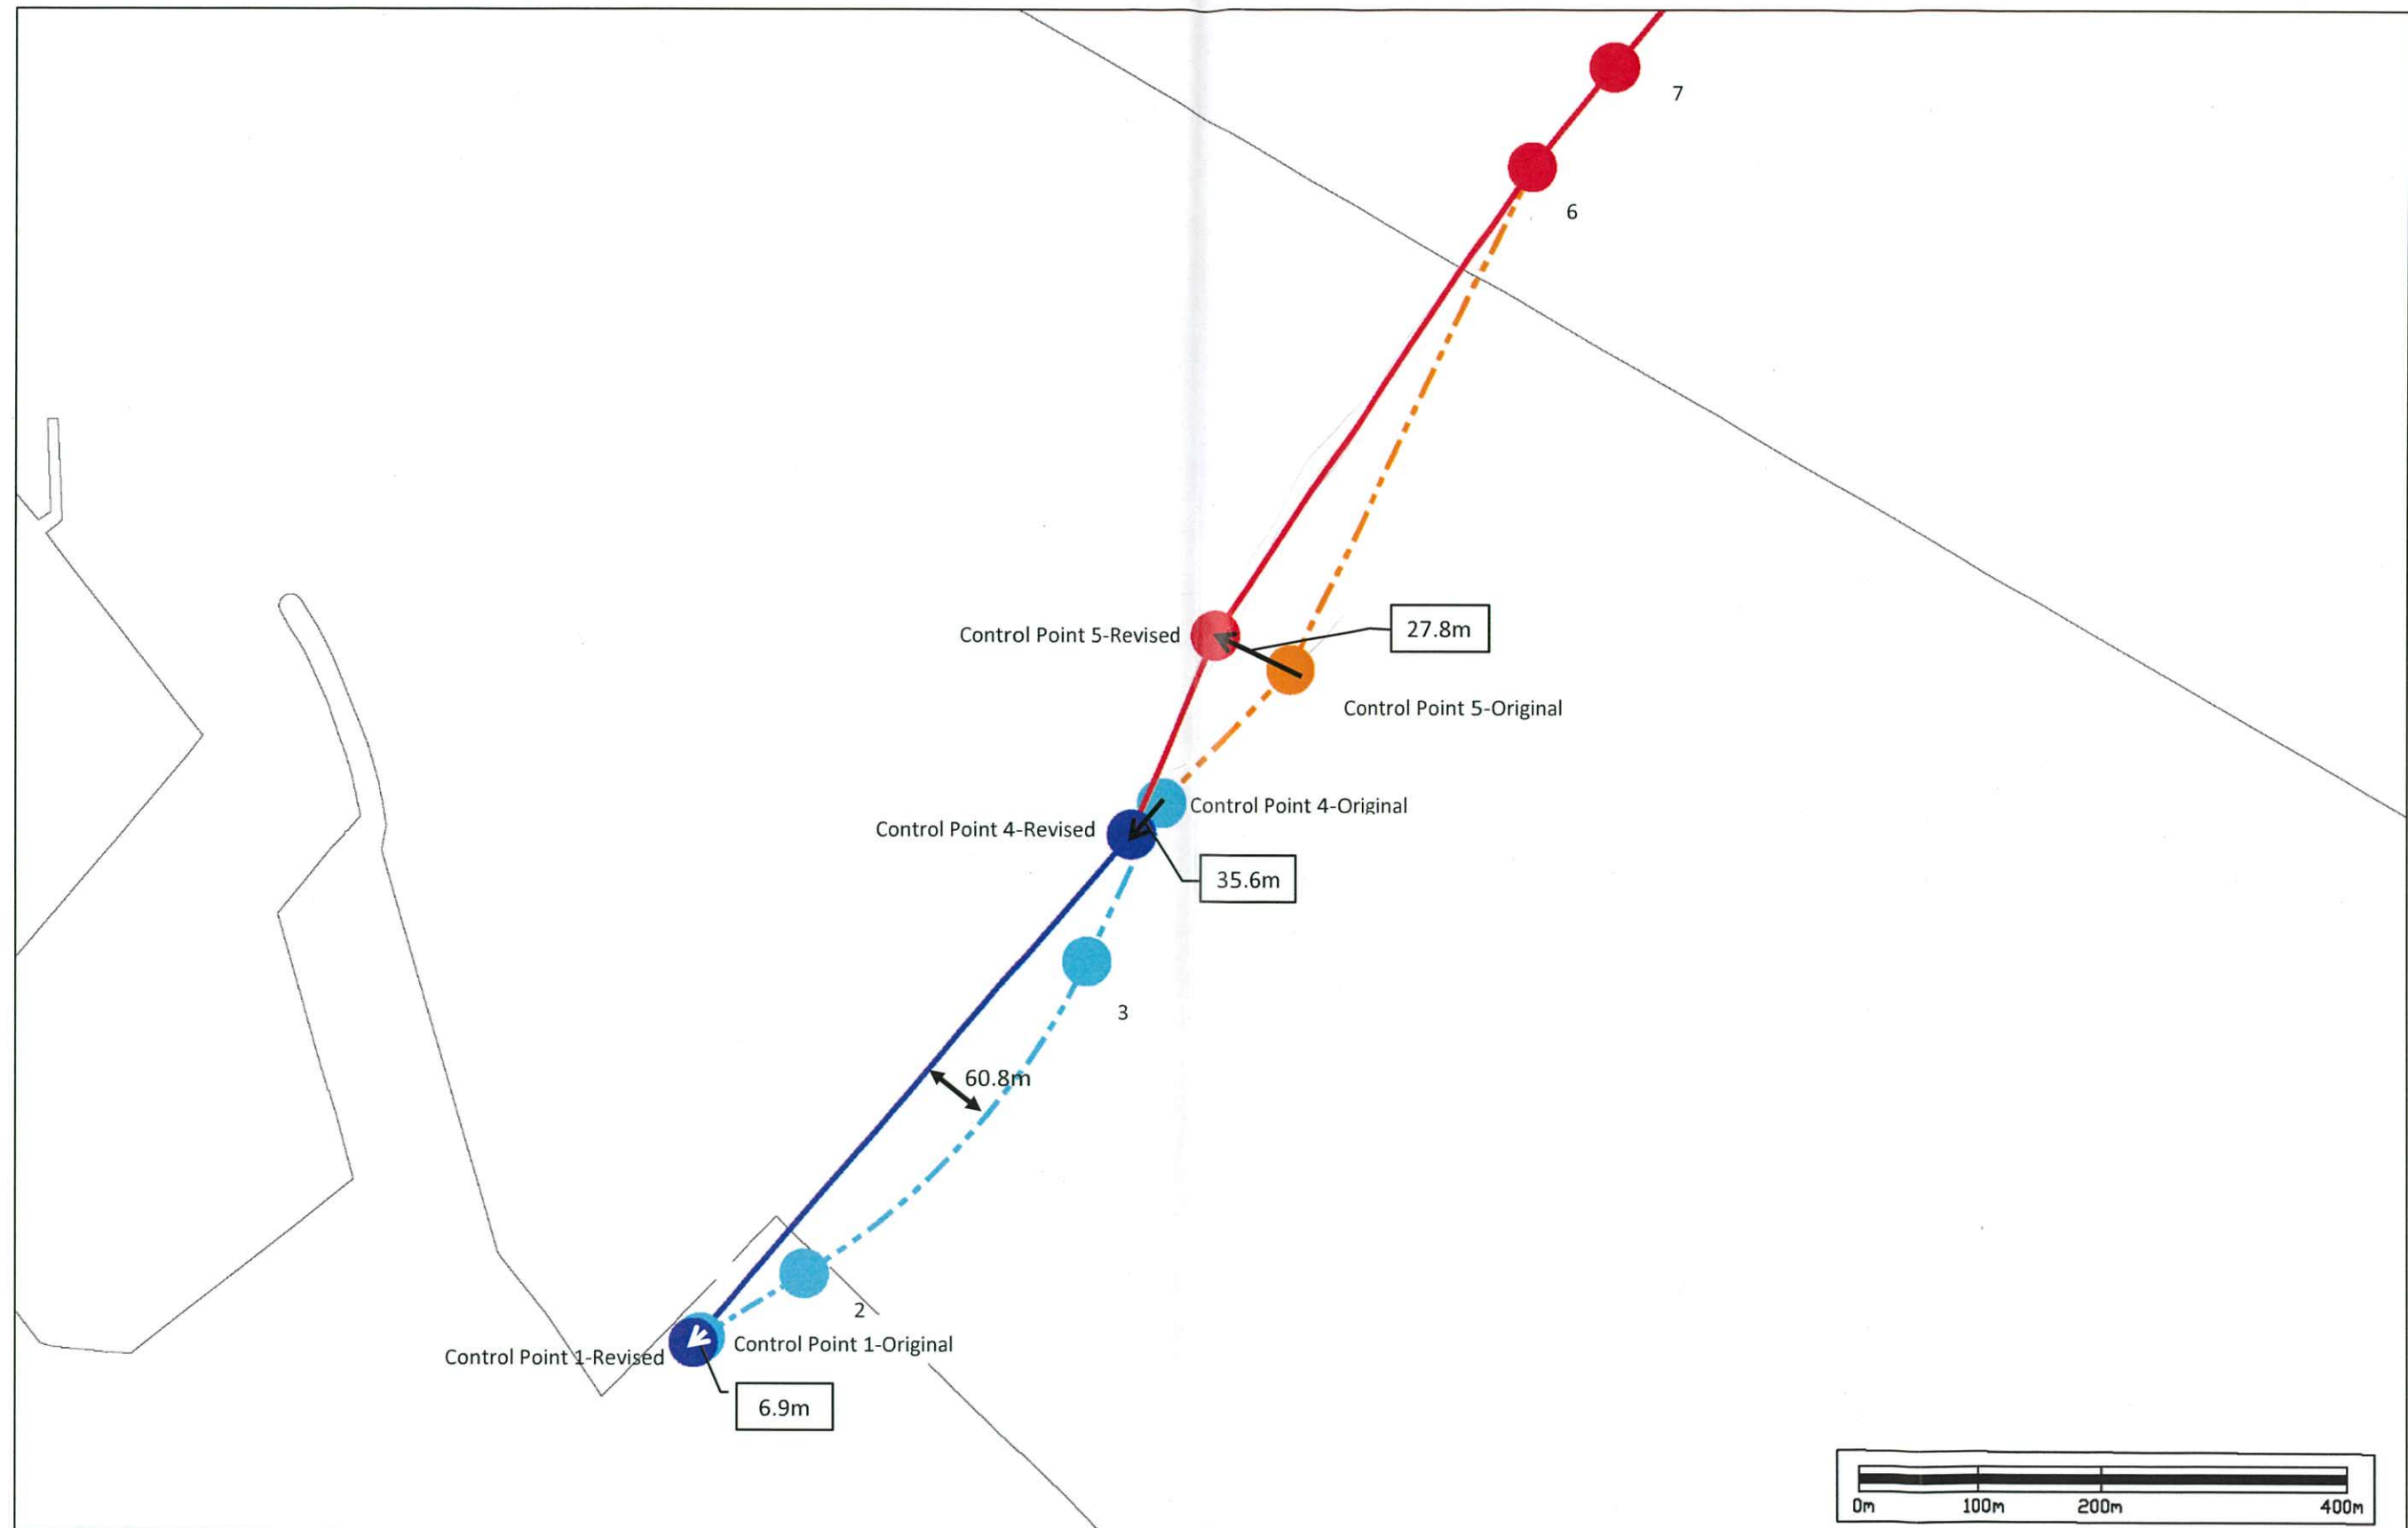 7
6
Control Point 5-Revised
27.8m
Control Point 5-Original
Control Point 4-Original
Control Point 4-Revised
35.6m
3
60.8m
2
Control Point 1-Original
Control Point 1-Revised
6.9m
0m 100m 200m 400m